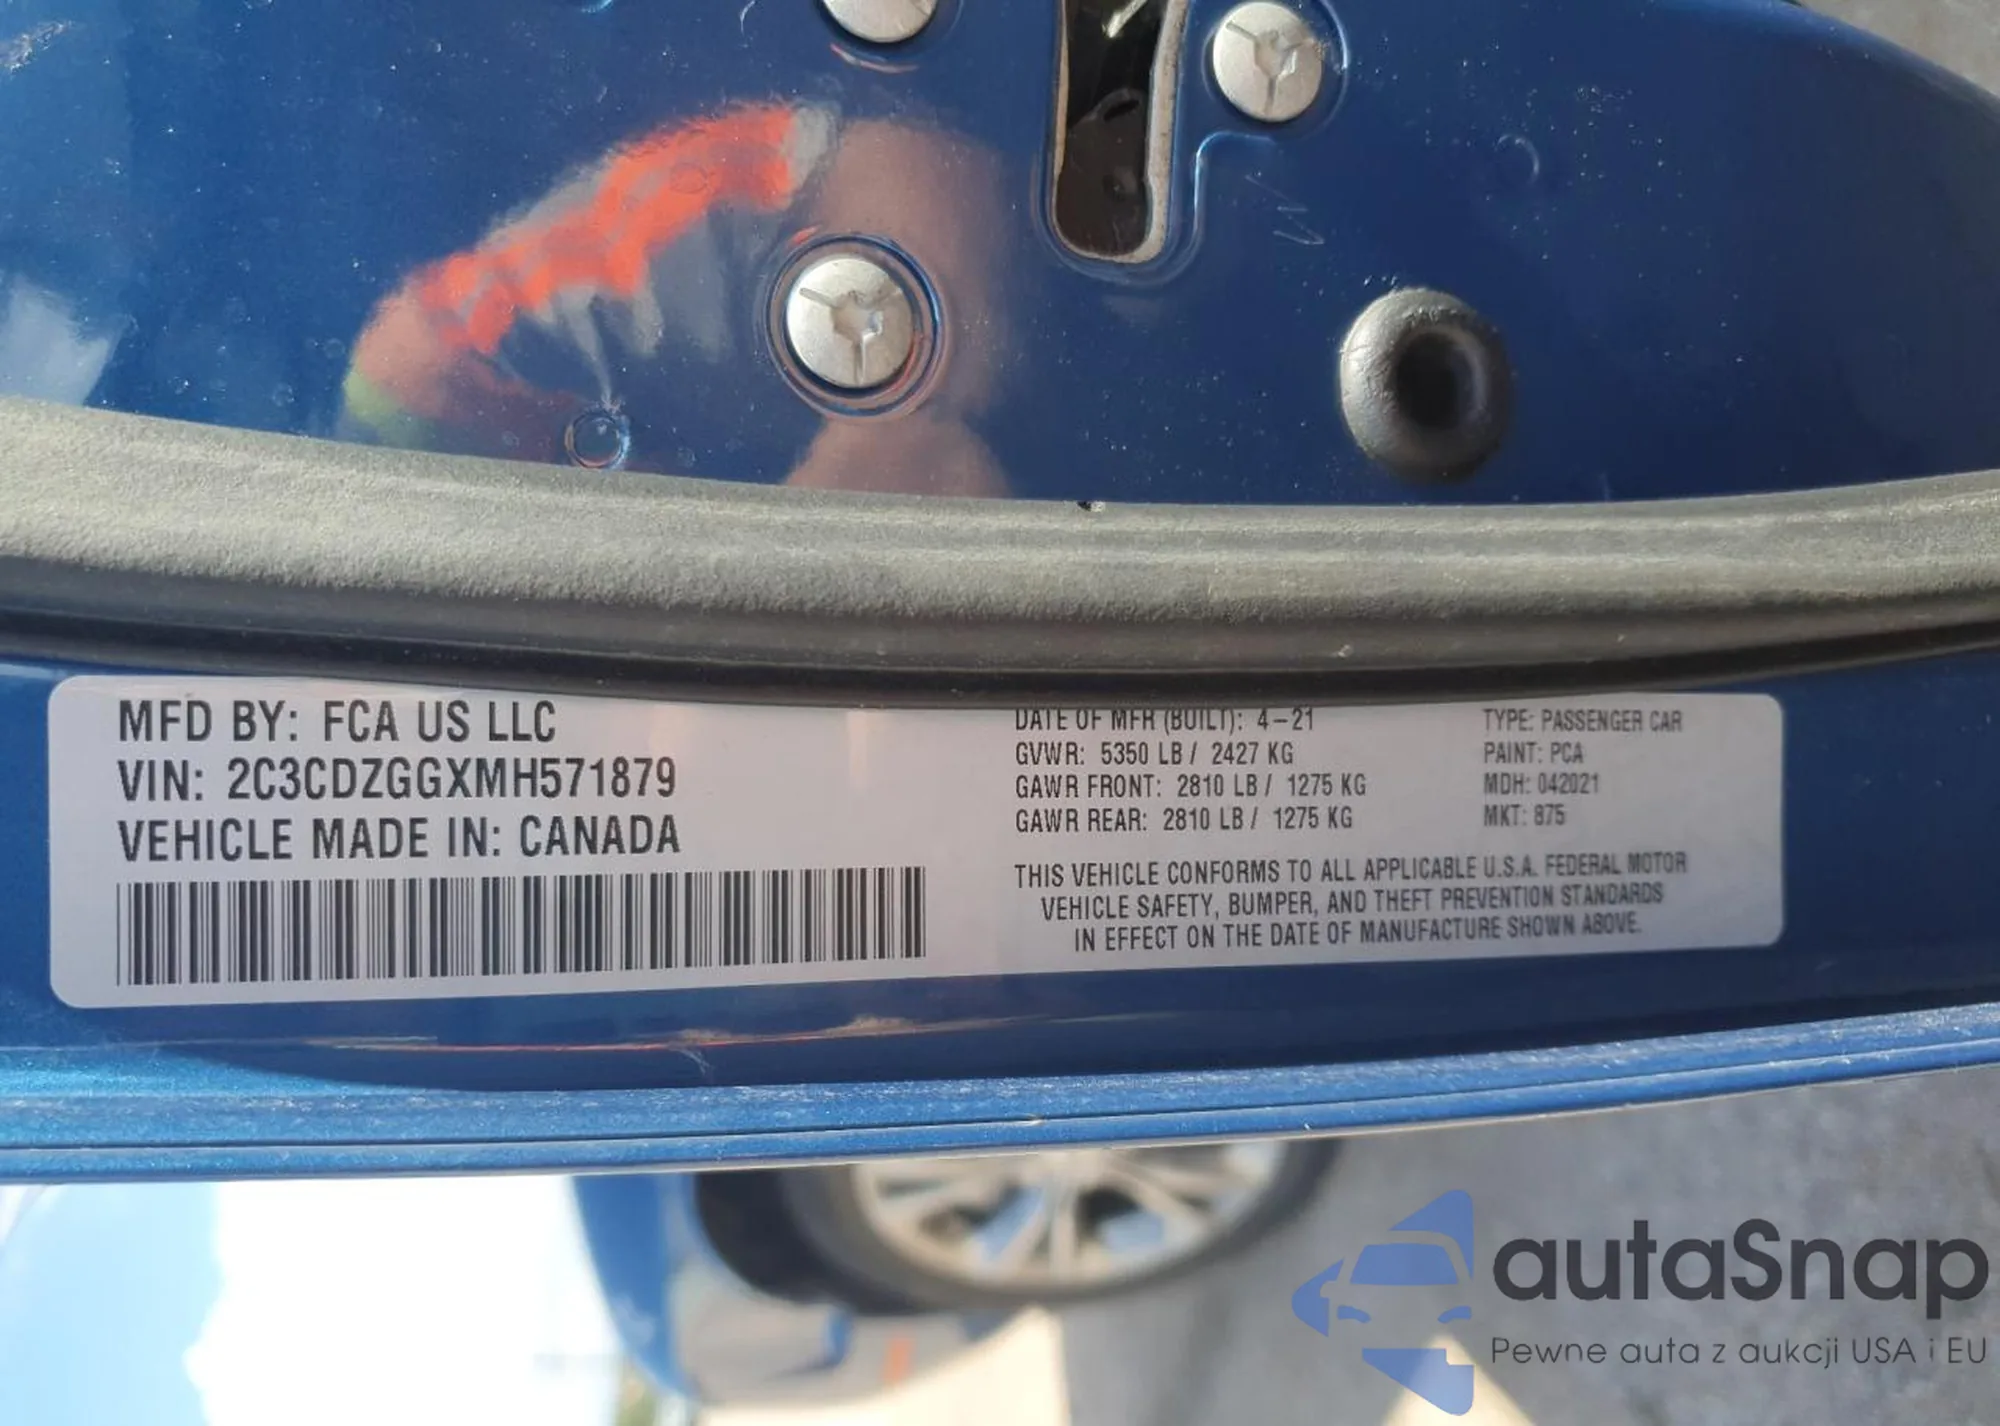 MFD BY: FCA US LLC
VIN: 2C3CDZGGXMH571879
VEHICLE MADE IN: CANADA
DATE OF MFR (BUILT): 4-21
GVWR: 5350 LB / 2427 KG
GAWR FRONT: 2810 LB / 1275 KG
GAWR REAR: 2810 LB / 1275 KG
TYPE: PASSENGER CAR
PAINT: PCA
MDH: 042021
MKT: 875
THIS VEHICLE CONFORMS TO ALL APPLICABLE U.S.A. FEDERAL MOTOR
VEHICLE SAFETY, BUMPER, AND THEFT PREVENTION STANDARDS
IN EFFECT ON THE DATE OF MANUFACTURE SHOWN ABOVE.
autaSnap
Pewne auta z aukcji USA i EU